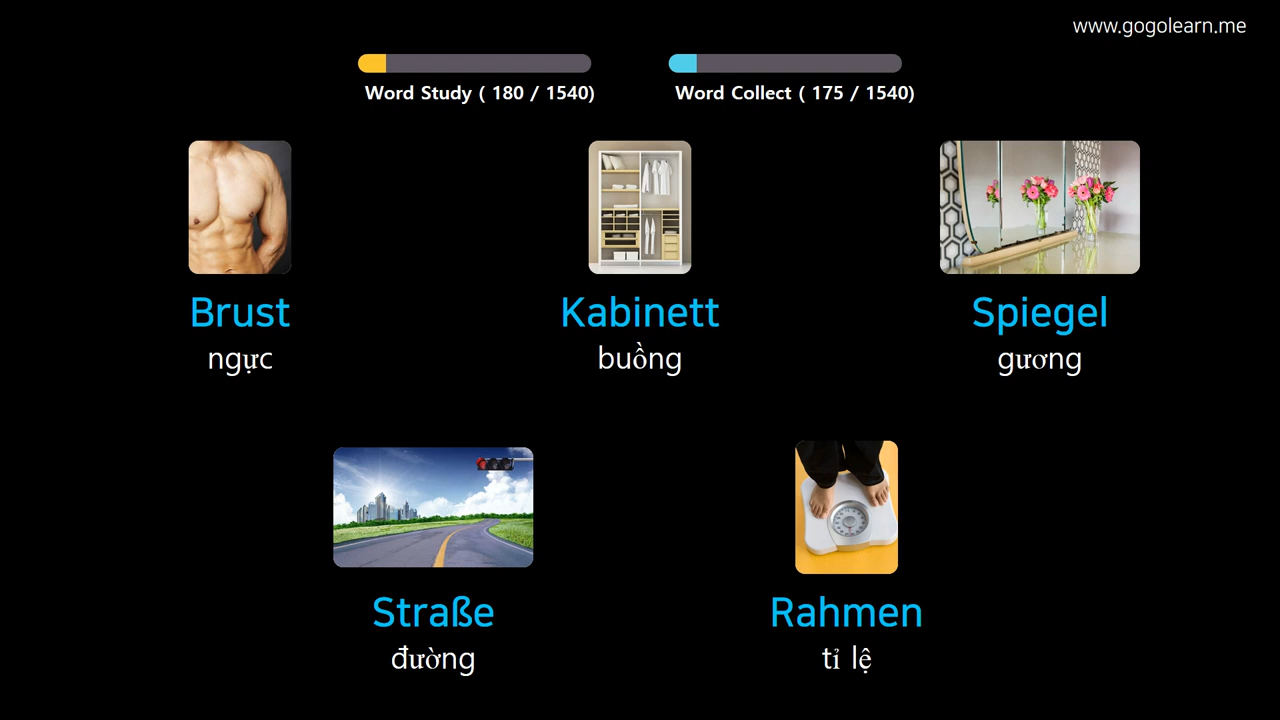 www.gogolearn.me
Word Study ( 180 / 1540)
Word Collect ( 175 / 1540)
Brust
ngực
Kabinett
buồng
Spiegel
gương
Straße
đường
Rahmen
tỉ lệ